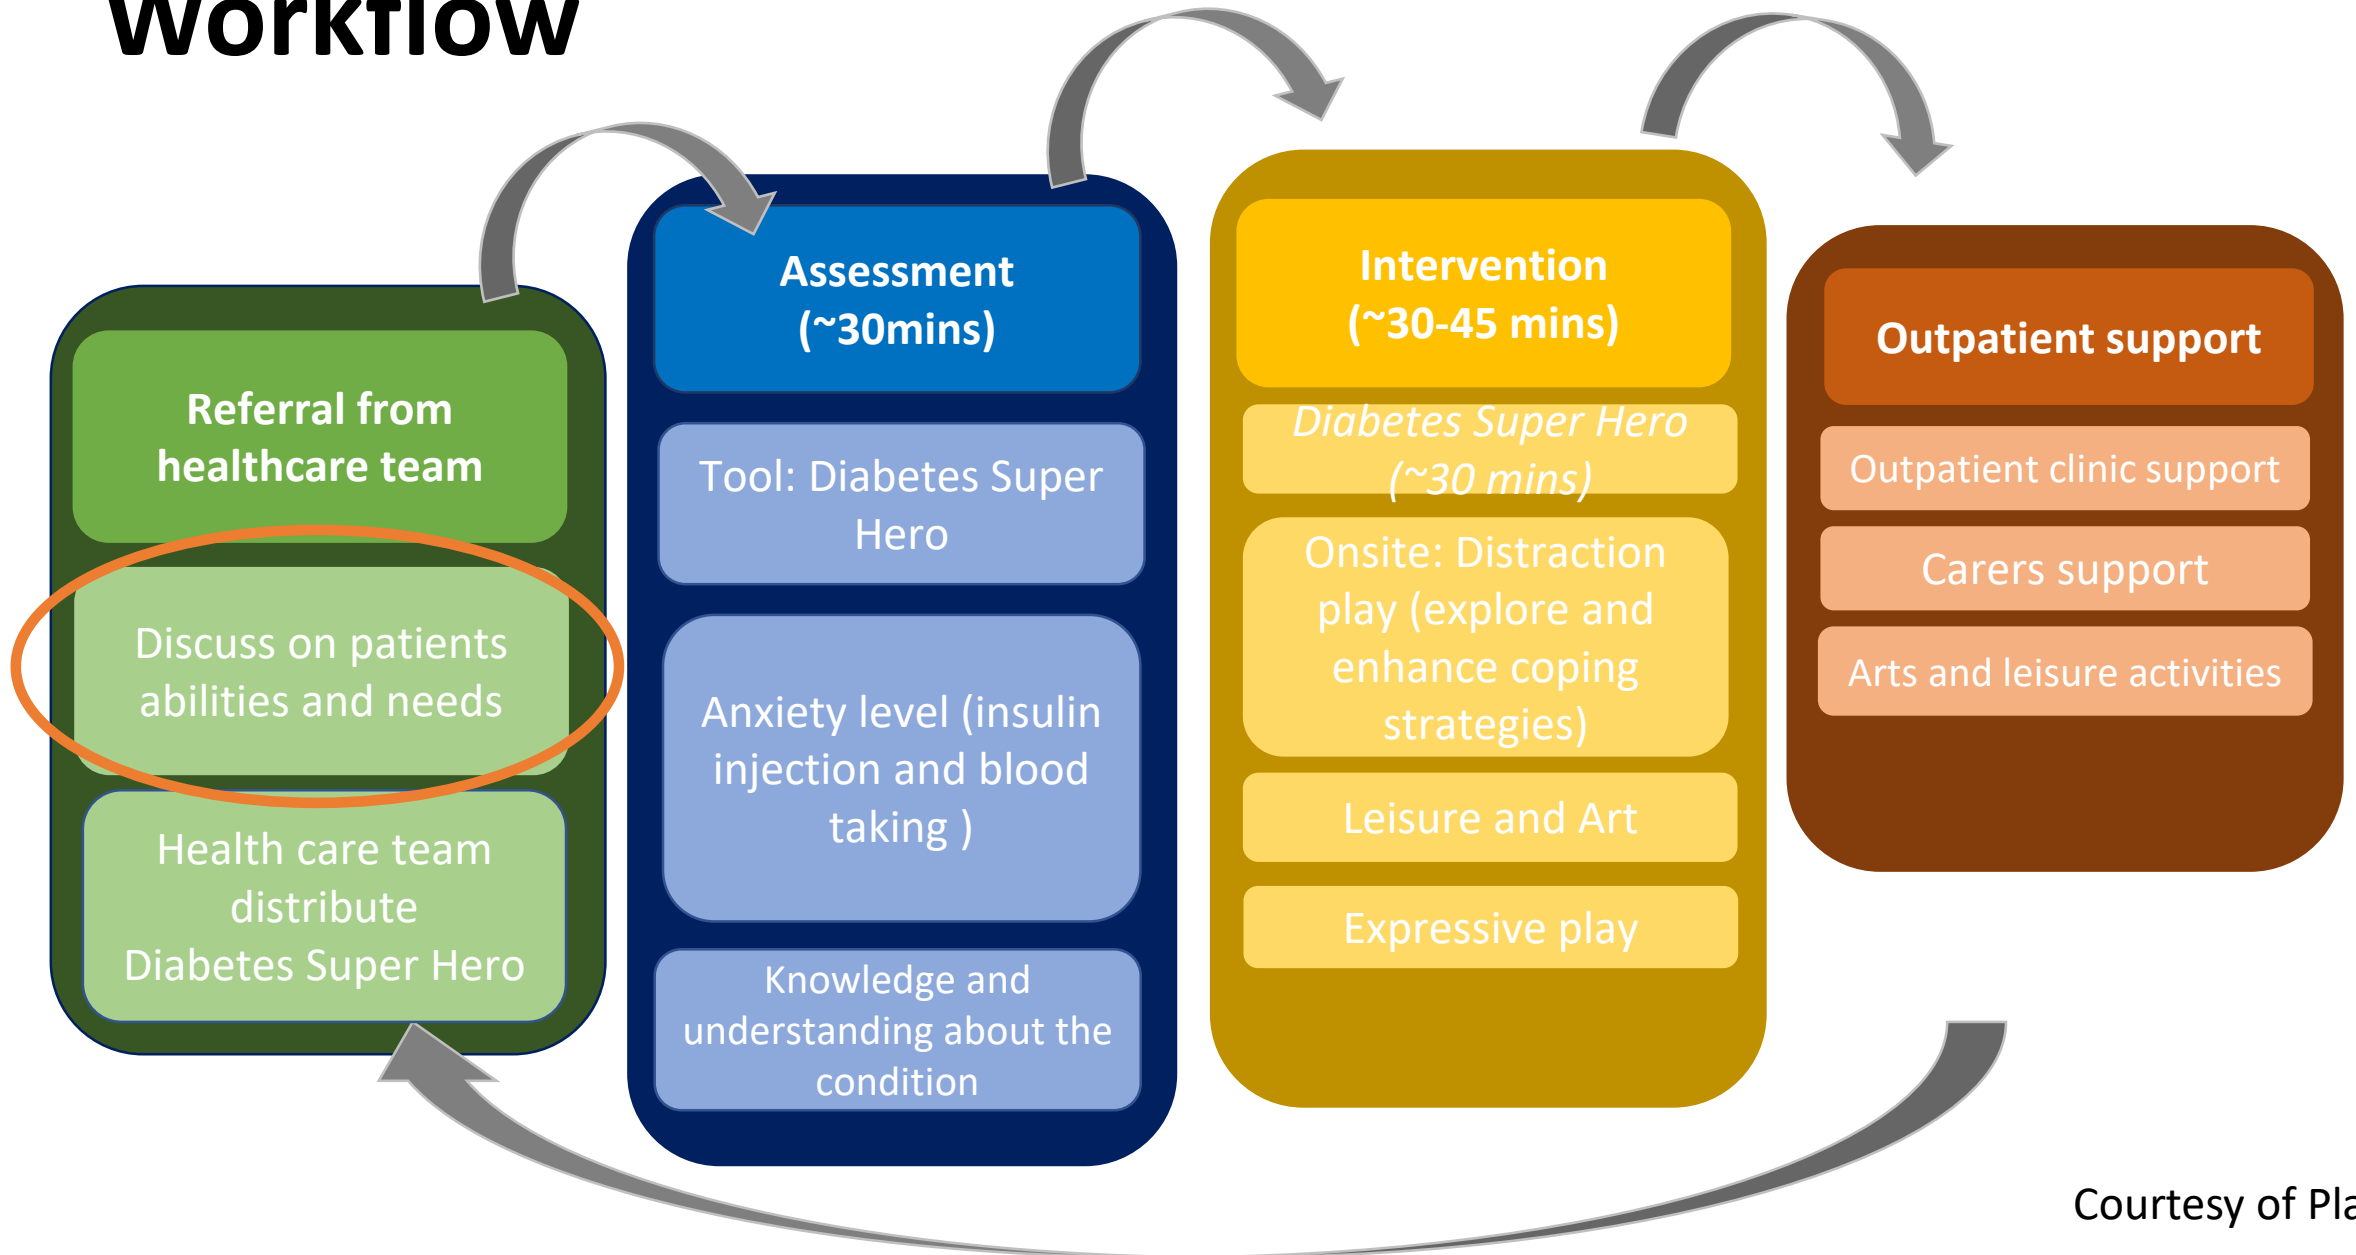 Workflow
Referral from
healthcare team
Discuss on patients
abilities and needs
Health care team
distribute
Diabetes Super Hero
Assessment
(~30mins)
Tool: Diabetes Super
Hero
Anxiety level (insulin
injection and blood
taking )
Knowledge and
understanding about the
condition
Intervention
(~30-45 mins)
Diabetes Super Hero
(~30 mins)
Onsite: Distraction
play (explore and
enhance coping
strategies)
Leisure and Art
Expressive play
Outpatient support
Outpatient clinic support
Carers support
Arts and leisure activities
Courtesy of